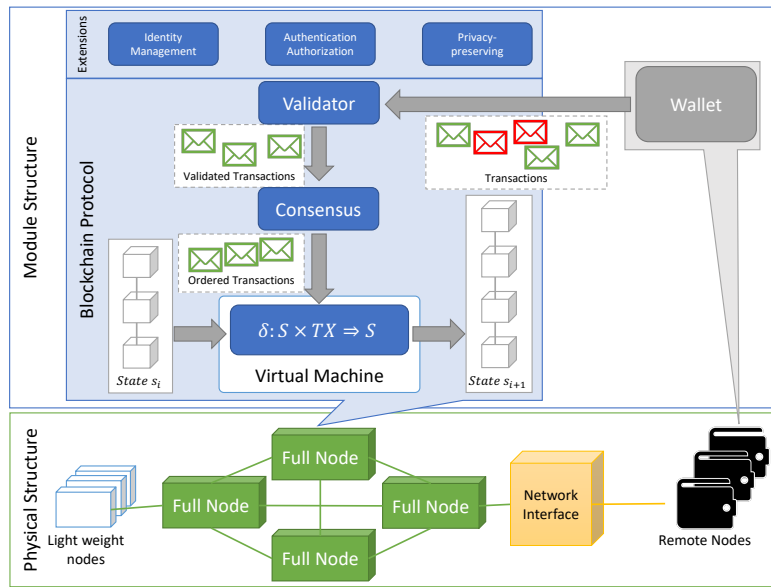 Module Structure
Extensions
Identity
Management
Authentication
Authorization
Privacy-
preserving
Blockchain Protocol
Validator
Wallet
Validated Transactions
Transactions
Consensus
Ordered Transactions
δ: S × TX ⇒ S
Virtual Machine
State s_i
State s_{i+1}
Physical Structure
Full Node
Full Node
Full Node
Full Node
Network
Interface
Light weight
nodes
Remote Nodes